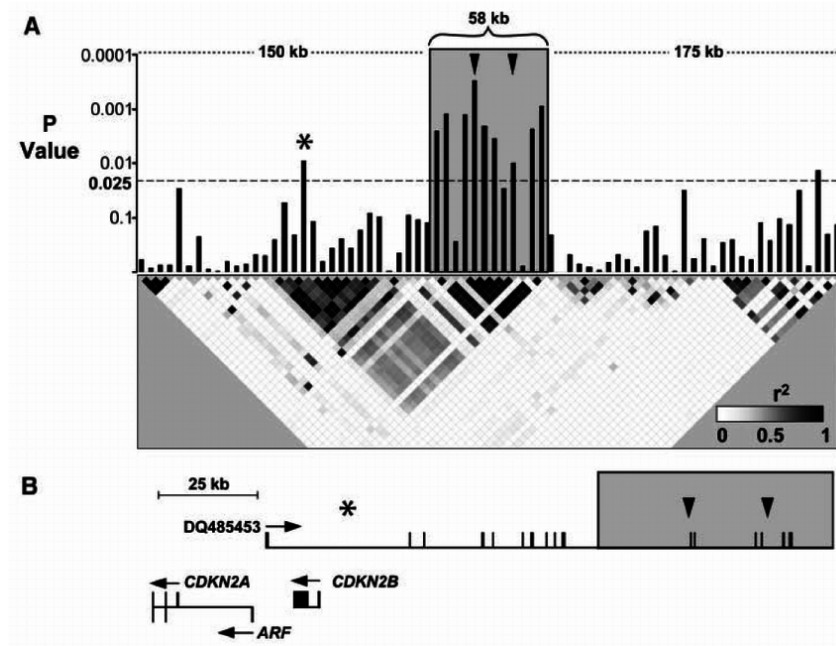 A
58 kb
150 kb
175 kb
P
Value
0.0001
0.001
*
0.01
0.025
0.1
r²
0 0.5 1
B
25 kb
*
DQ485453
CDKN2A
CDKN2B
ARF